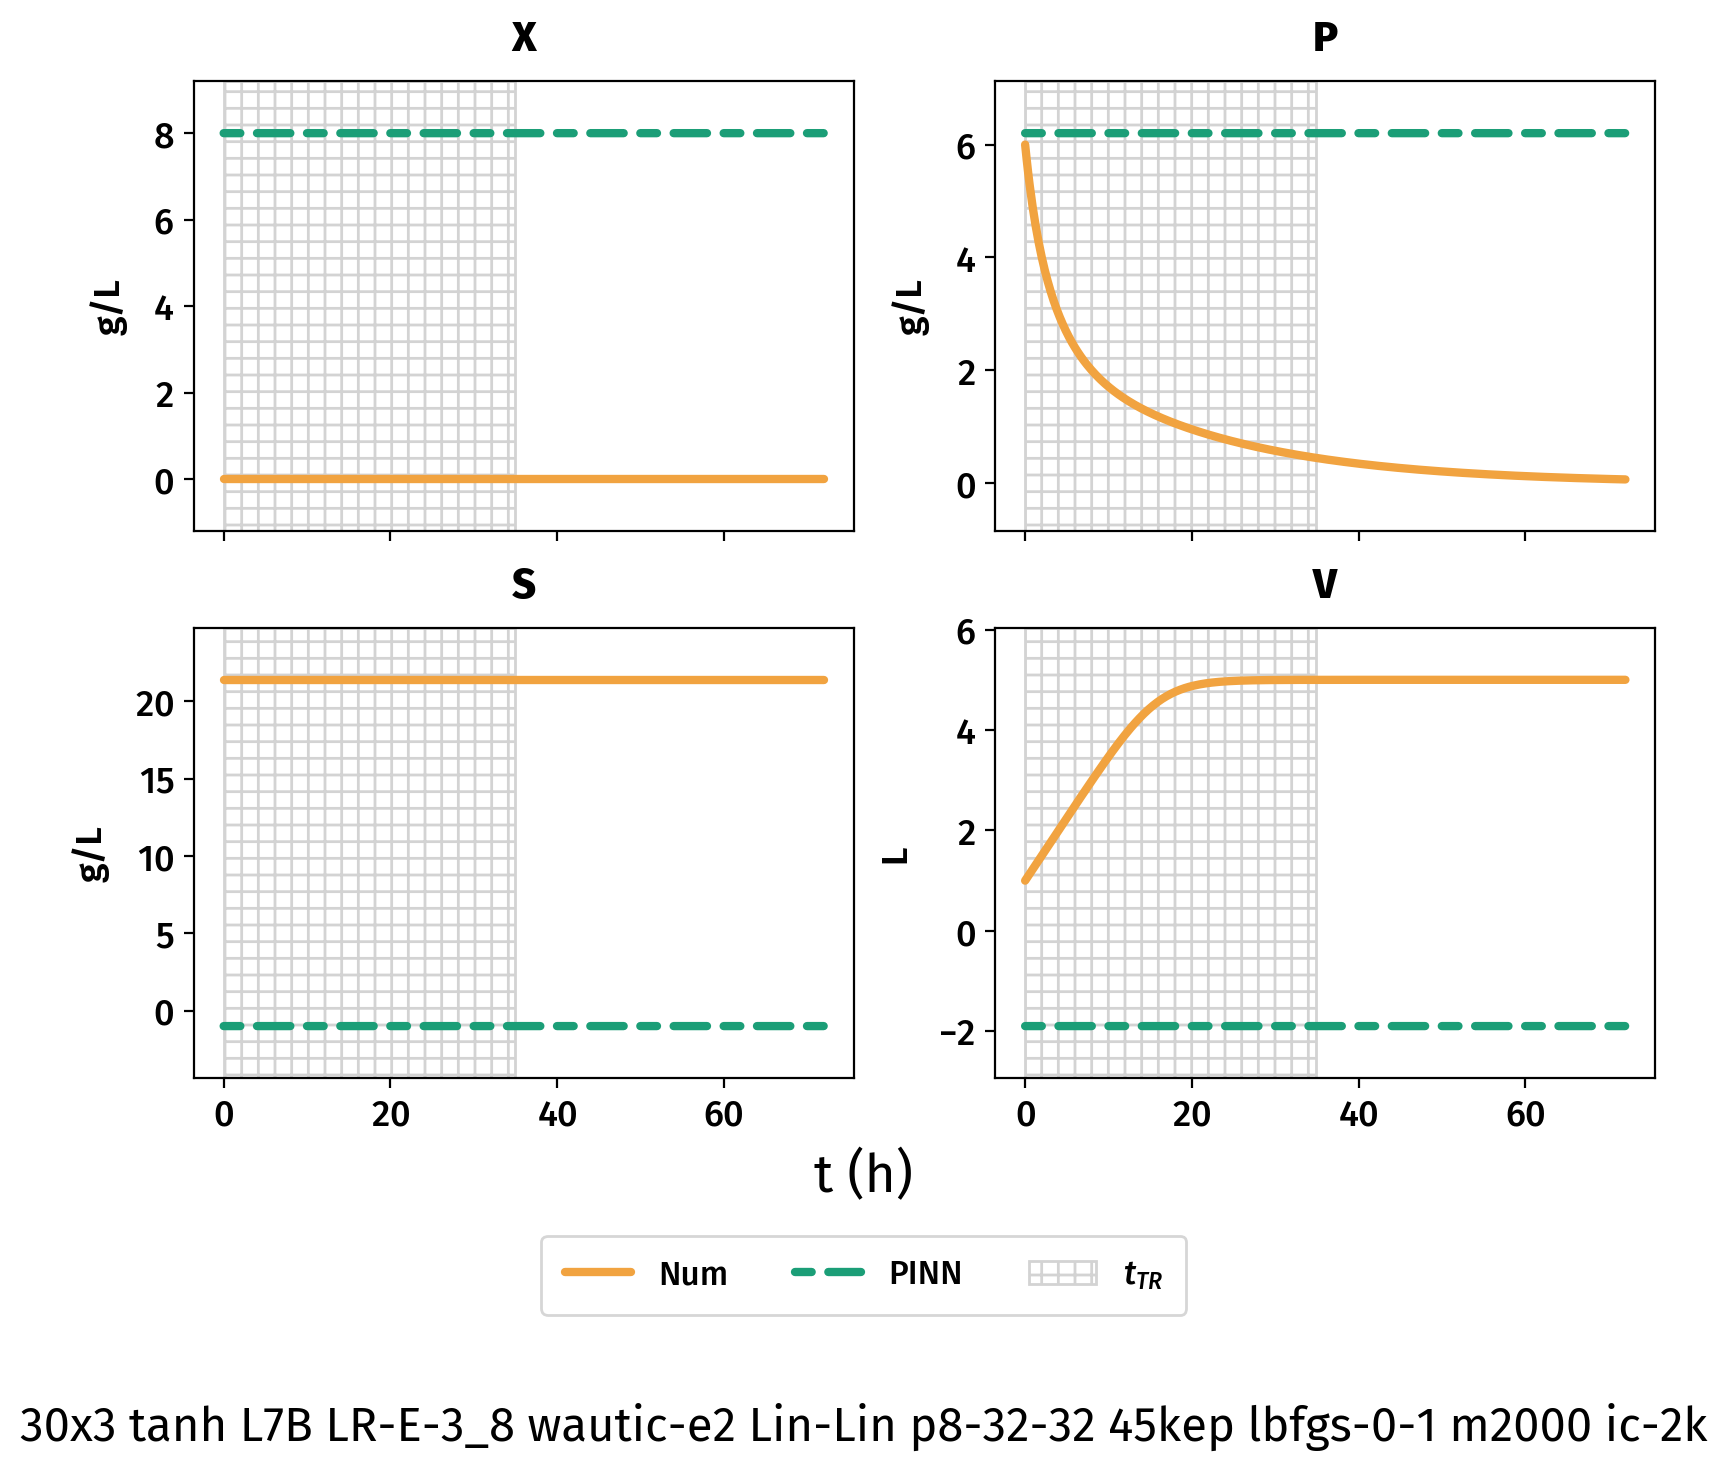 X
P
8
6
4
2
0
g/L
6
4
2
0
g/L
S
V
20
15
10
5
0
g/L
6
4
2
0
−2
L
0 20 40 60
0 20 40 60
t (h)
Num PINN tTR
30x3 tanh L7B LR-E-3_8 wautic-e2 Lin-Lin p8-32-32 45kep lbfgs-0-1 m2000 ic-2k